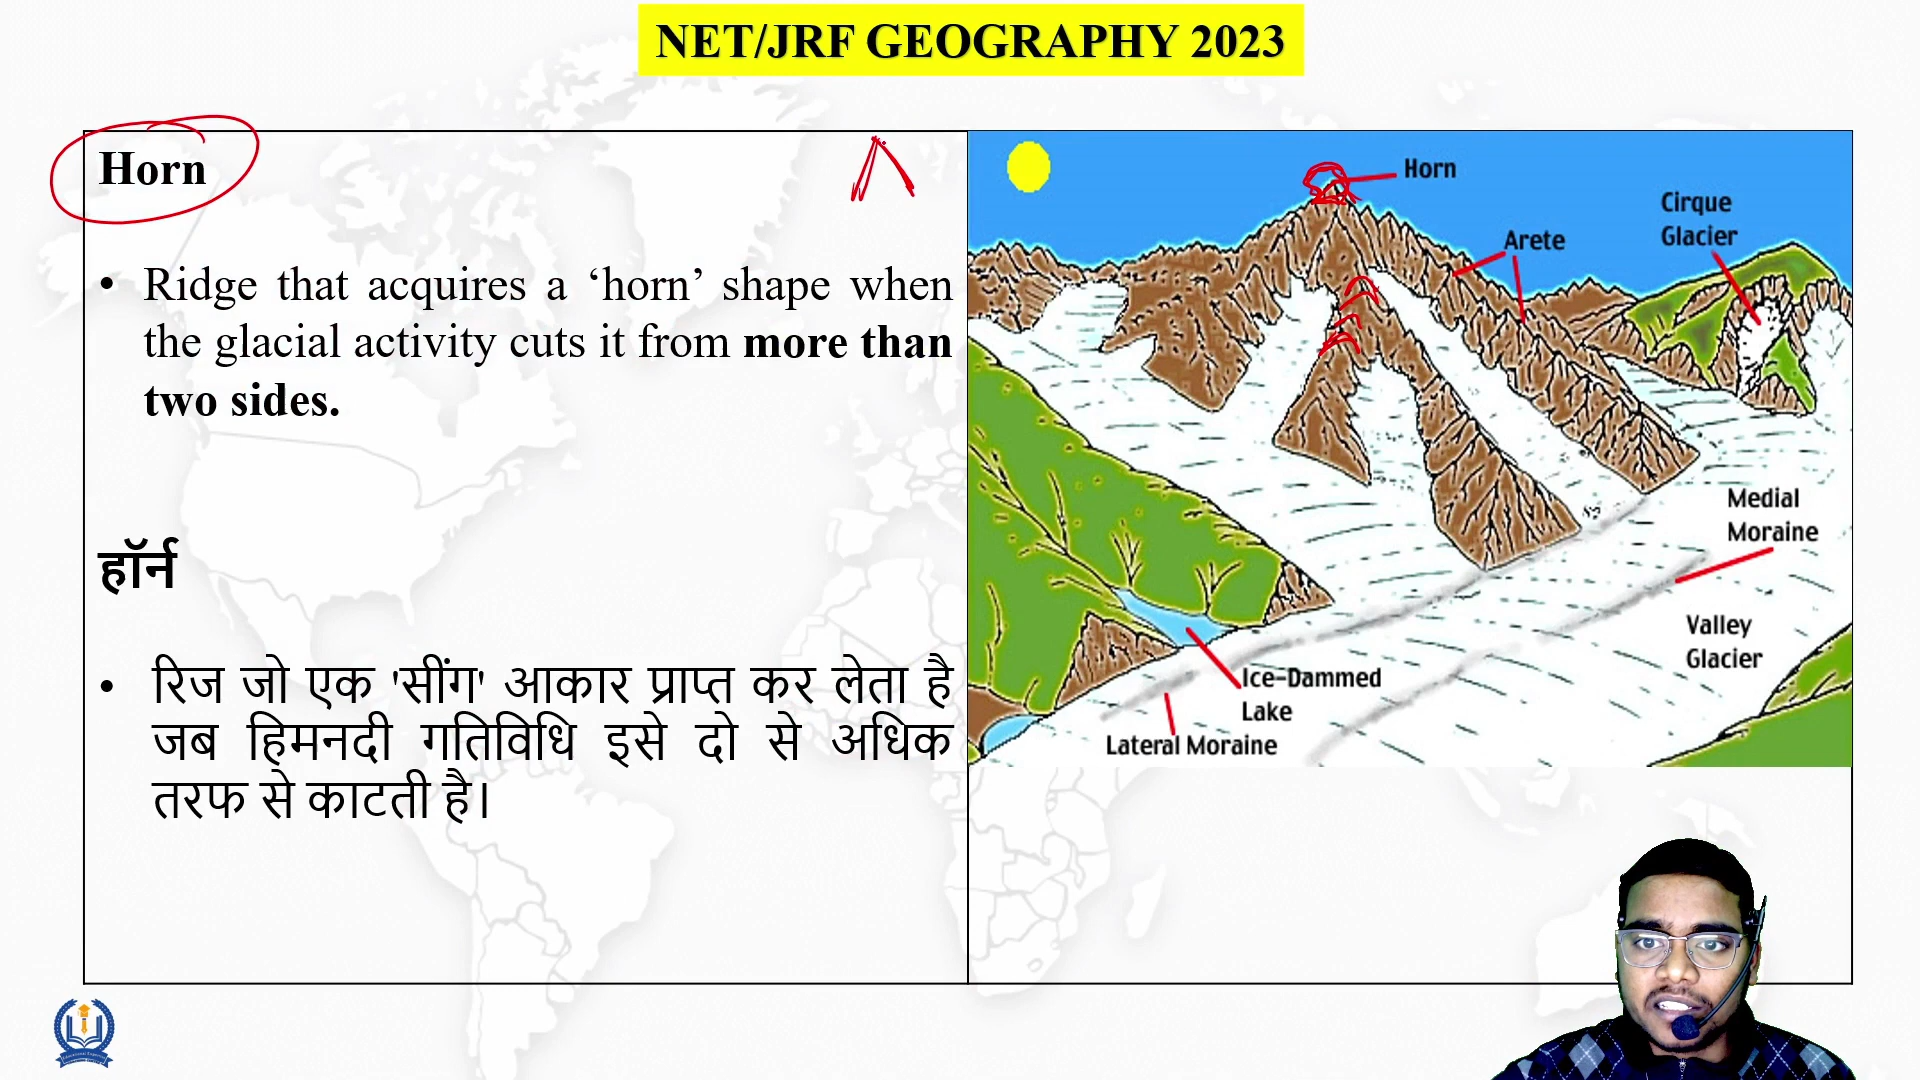 NET/JRF GEOGRAPHY 2023
Horn
• Ridge that acquires a ‘horn’ shape when
the glacial activity cuts it from more than
two sides.
हॉर्न
• रिज जो एक 'सींग' आकार प्राप्त कर लेता है
जब हिमनदी गतिविधि इसे दो से अधिक
तरफ से काटती है।
Horn
Cirque
Glacier
Arete
Medial
Moraine
Valley
Glacier
Ice-Dammed
Lake
Lateral Moraine